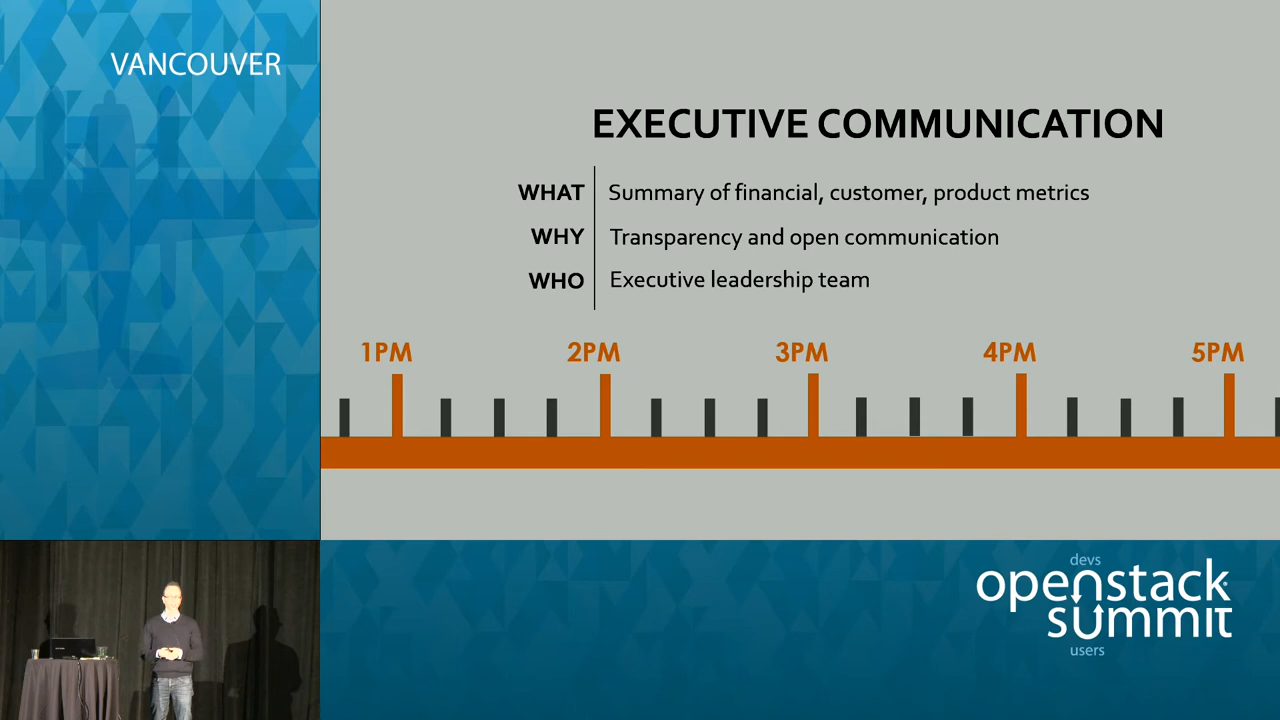 VANCOUVER
EXECUTIVE COMMUNICATION
WHAT Summary of financial, customer, product metrics
WHY Transparency and open communication
WHO Executive leadership team
1PM 2PM 3PM 4PM 5PM
devs
openstack
summit
users